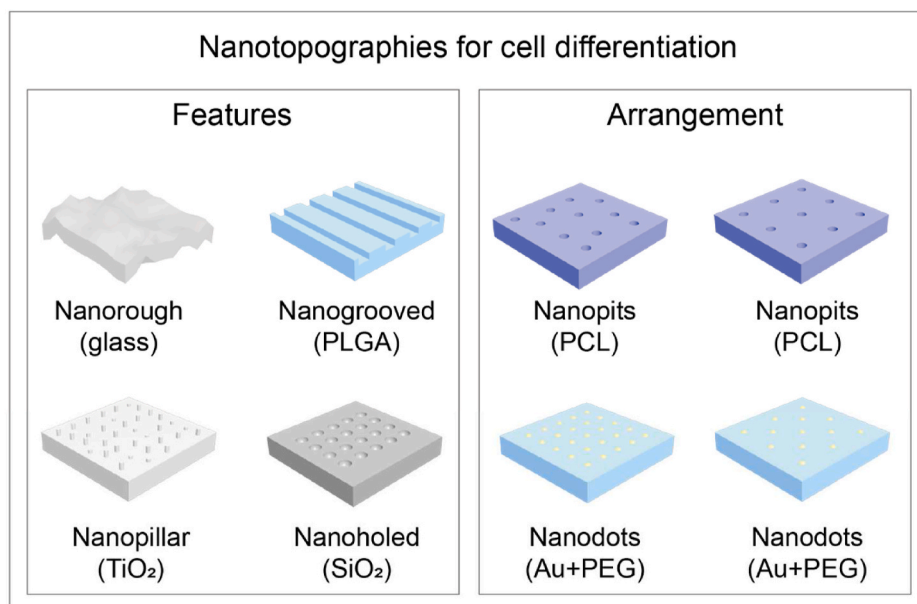 Nanotopographies for cell differentiation
Features
Arrangement
Nanorough
(glass)
Nanogrooved
(PLGA)
Nanopits
(PCL)
Nanopits
(PCL)
Nanopillar
(TiO₂)
Nanoholed
(SiO₂)
Nanodots
(Au+PEG)
Nanodots
(Au+PEG)